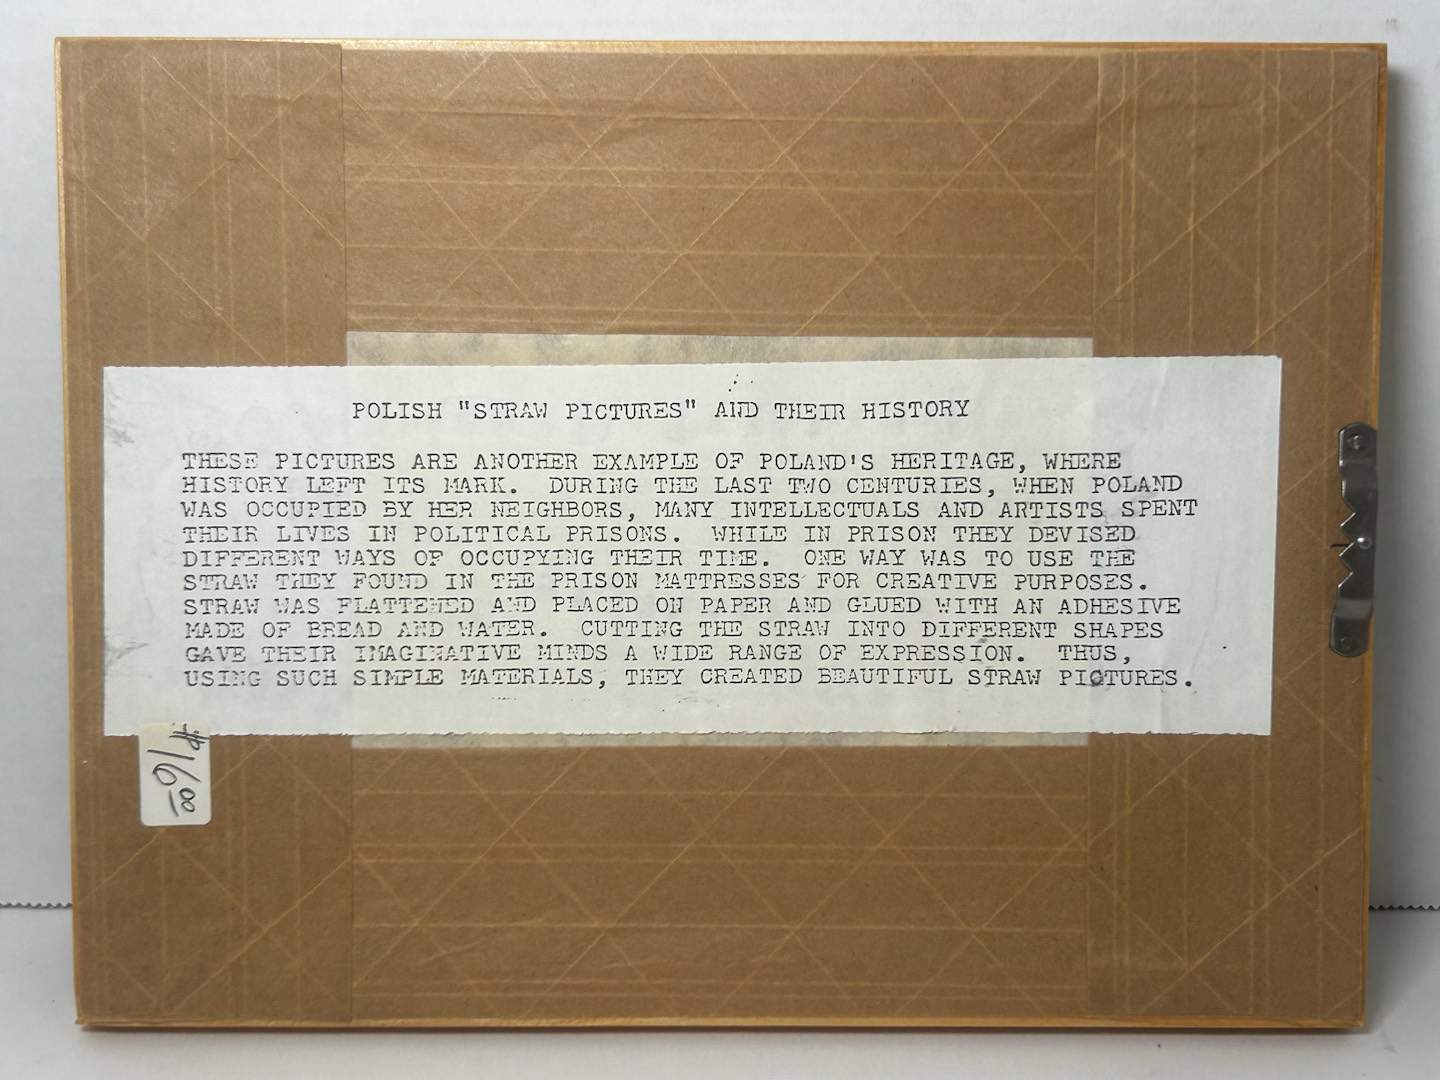 POLISH "STRAW PICTURES" AND THEIR HISTORY
THESE PICTURES ARE ANOTHER EXAMPLE OF POLAND'S HERITAGE, WHERE
HISTORY LEFT ITS MARK. DURING THE LAST TWO CENTURIES, WHEN POLAND
WAS OCCUPIED BY HER NEIGHBORS, MANY INTELLECTUALS AND ARTISTS SPENT
THEIR LIVES IN POLITICAL PRISONS. WHILE IN PRISON THEY DEVISED
DIFFERENT WAYS OF OCCUPYING THEIR TIME. ONE WAY WAS TO USE THE
STRAW THEY FOUND IN THE PRISON MATTRESSES FOR CREATIVE PURPOSES.
STRAW WAS FLATTENED AND PLACED ON PAPER AND GLUED WITH AN ADHESIVE
MADE OF BREAD AND WATER. CUTTING THE STRAW INTO DIFFERENT SHAPES
GAVE THEIR IMAGINATIVE MINDS A WIDE RANGE OF EXPRESSION. THUS,
USING SUCH SIMPLE MATERIALS, THEY CREATED BEAUTIFUL STRAW PICTURES.
$16.00